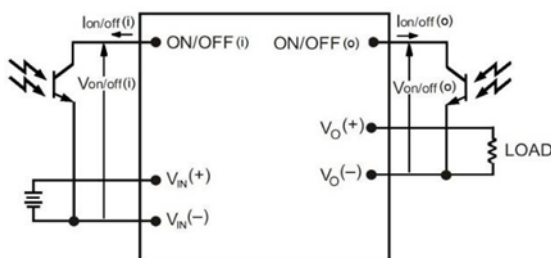 Ion/off(i)
ON/OFF(i)
ON/OFF(o)
Ion/off(o)
Von/off(i)
Von/off(o)
VO(+)
LOAD
VO(−)
VIN(+)
VIN(−)